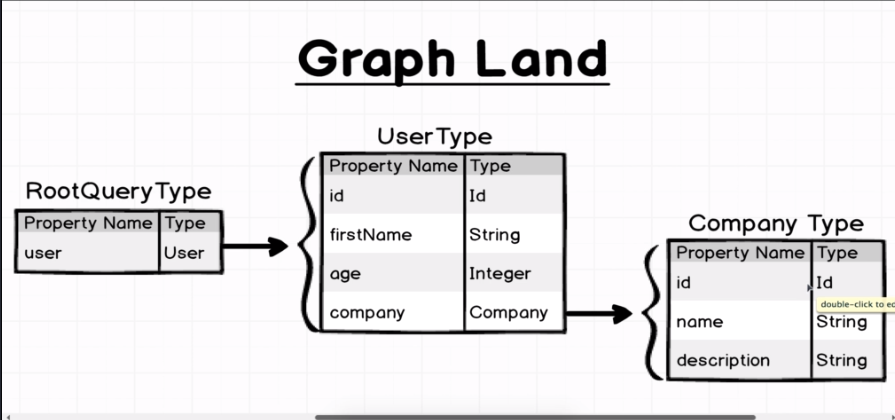 Graph Land
RootQueryType
Property Name Type
user User
UserType
Property Name Type
id Id
firstName String
age Integer
company Company
Company Type
Property Name Type
id Id
double-click to
name String
description String